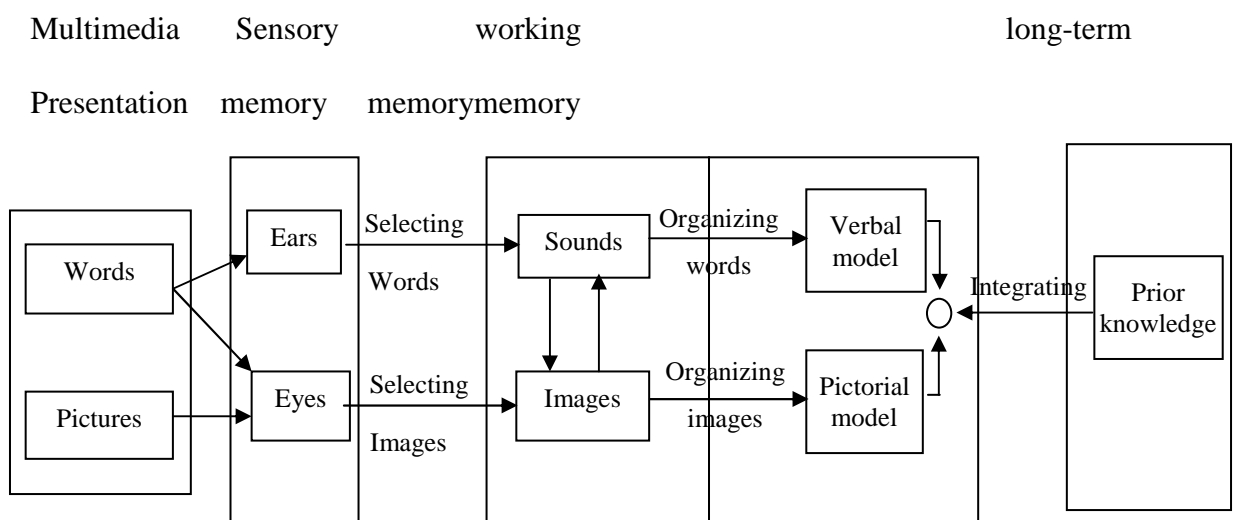 Multimedia Sensory working long-term
Presentation memory memorymemory
Words
Pictures
Ears
Eyes
Selecting
Words
Selecting
Images
Sounds
Images
Organizing
words
Organizing
images
Verbal
model
Pictorial
model
Integrating
Prior
knowledge